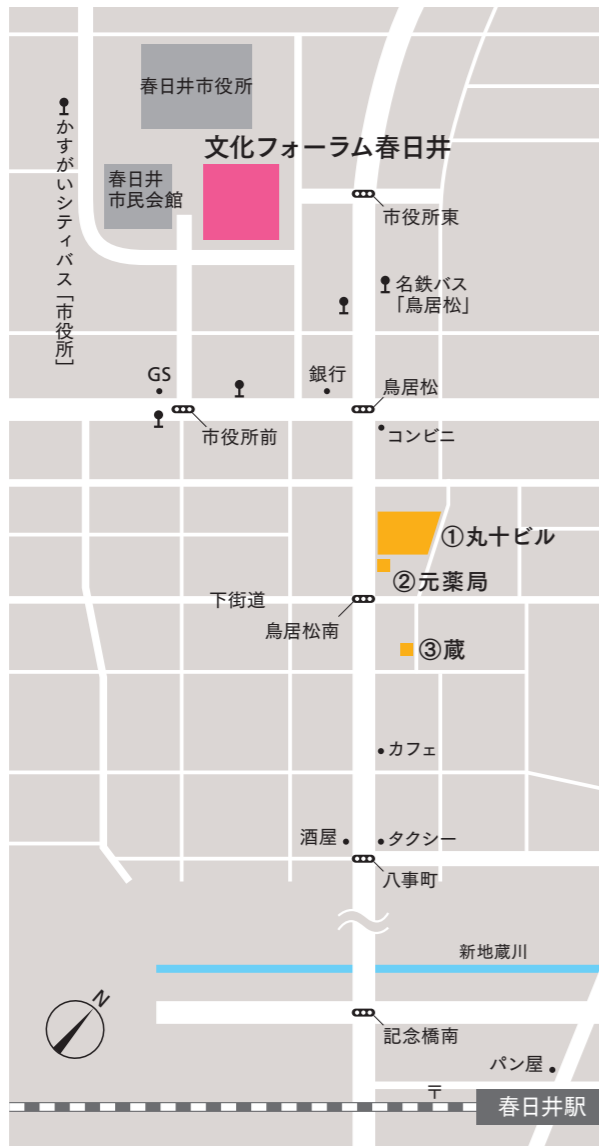 春日井市役所
文化フォーラム春日井
春日井
市民会館
かすがいシティバス「市役所」
市役所東
名鉄バス
「鳥居松」
GS
銀行
鳥居松
市役所前
コンビニ
①丸十ビル
②元薬局
下街道
鳥居松南
③蔵
カフェ
酒屋
タクシー
八事町
新地蔵川
N
記念橋南
パン屋
〒
春日井駅